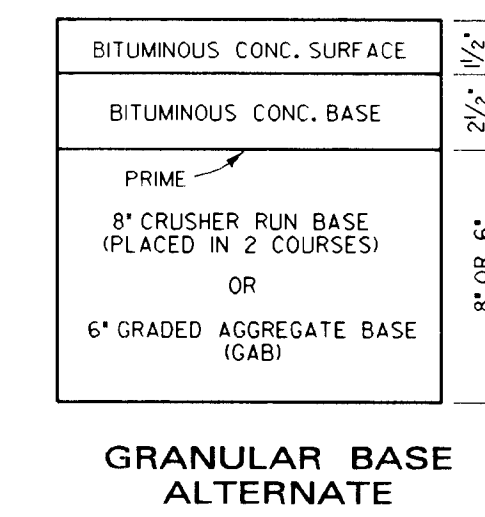 BITUMINOUS CONC. SURFACE
1½"
BITUMINOUS CONC. BASE
2½"
PRIME
8" CRUSHER RUN BASE
(PLACED IN 2 COURSES)
OR
6" GRADED AGGREGATE BASE
(GAB)
8" OR 6"
GRANULAR BASE
ALTERNATE